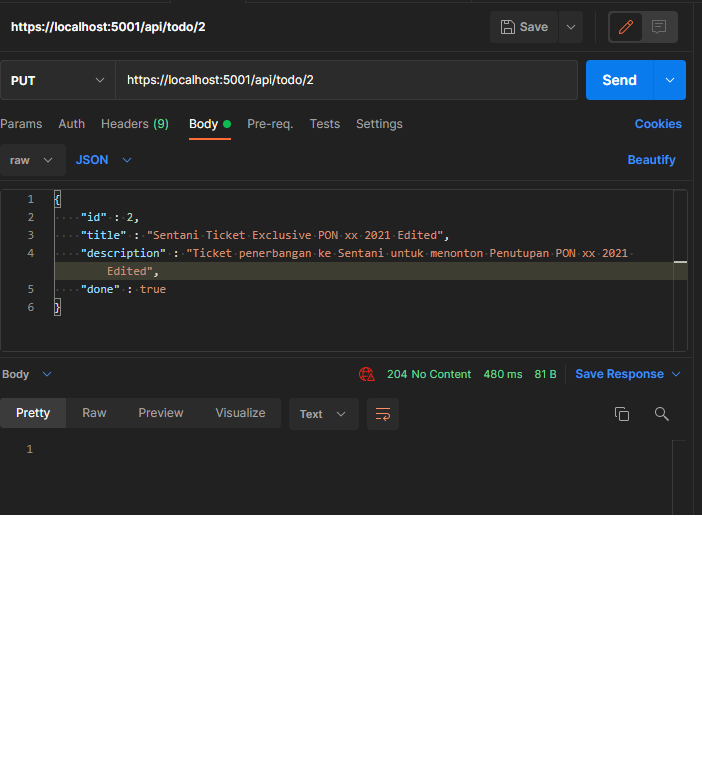 https://localhost:5001/api/todo/2
Save
PUT
https://localhost:5001/api/todo/2
Send
Params Auth Headers (9) Body Pre-req. Tests Settings Cookies
raw JSON Beautify
1 {
2 "id" : 2,
3 "title" : "Sentani Ticket Exclusive PON xx 2021 Edited",
4 "description" : "Ticket penerbangan ke Sentani untuk menonton Penutupan PON xx 2021
Edited",
5 "done" : true
6 }
Body 204 No Content 480 ms 81 B Save Response
Pretty Raw Preview Visualize Text
1